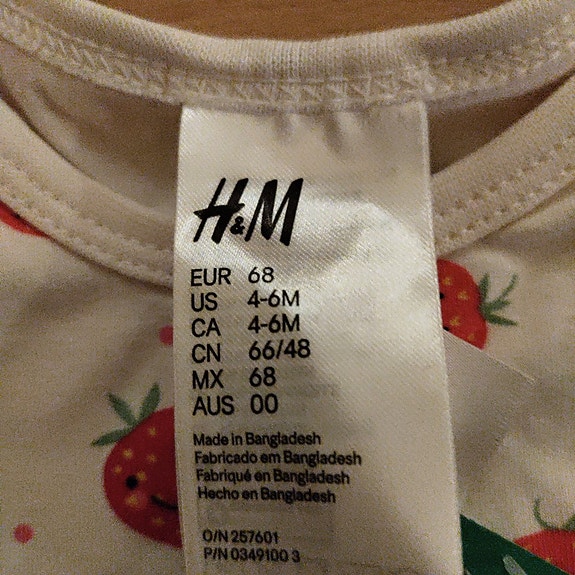 H&M
EUR 68
US 4-6M
CA 4-6M
CN 66/48
MX 68
AUS 00
Made in Bangladesh
Fabricado em Bangladesh
Fabriqué en Bangladesh
Hecho en Bangladesh
O/N 257601
P/N 0349100 3